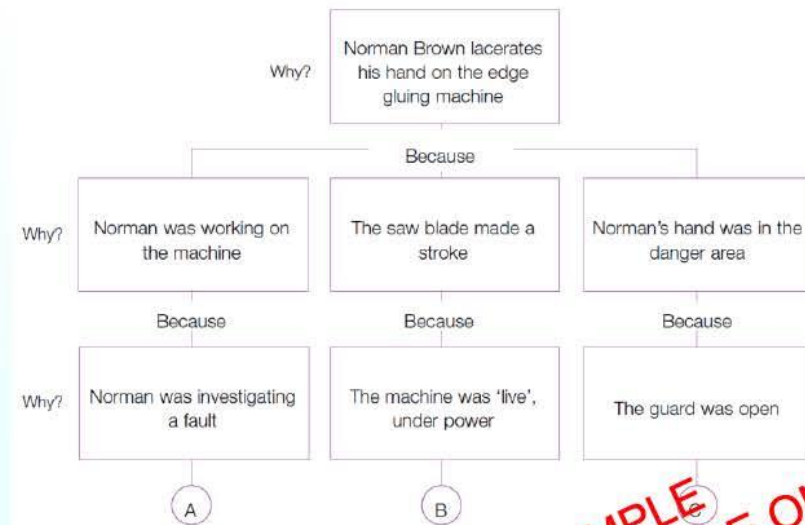 Why?
Norman Brown lacerates
his hand on the edge
gluing machine
Because
Why?
Norman was working on
the machine
The saw blade made a
stroke
Norman's hand was in the
danger area
Because
Because
Because
Why?
Norman was investigating
a fault
The machine was 'live',
under power
The guard was open
A
B
C